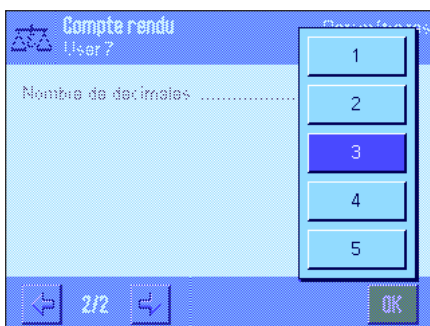 Compte rendu
User 7
Nombre de decimales ..................
1
2
3
4
5
2/2
OK